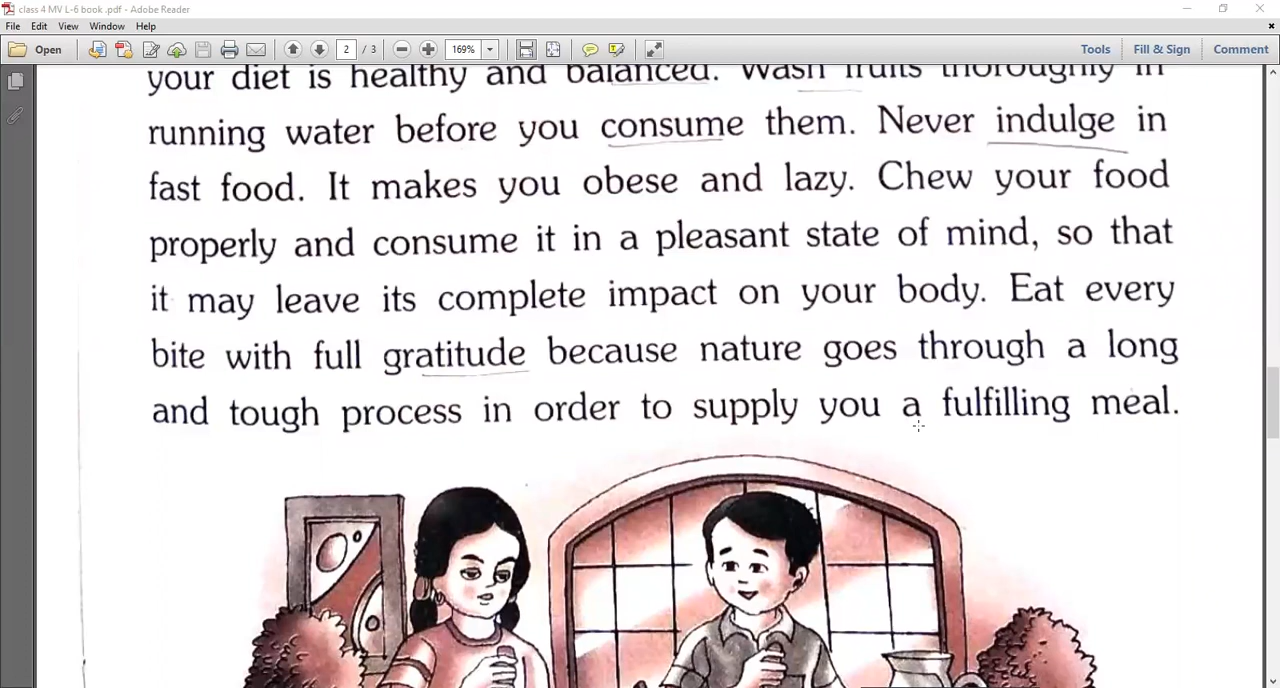 class 4 MV L-6 book .pdf - Adobe Reader
File Edit View Window Help
Open 2 / 3 169% Tools Fill & Sign Comment
your diet is healthy and balanced. Wash fruits thoroughly in
running water before you consume them. Never indulge in
fast food. It makes you obese and lazy. Chew your food
properly and consume it in a pleasant state of mind, so that
it may leave its complete impact on your body. Eat every
bite with full gratitude because nature goes through a long
and tough process in order to supply you a fulfilling meal.